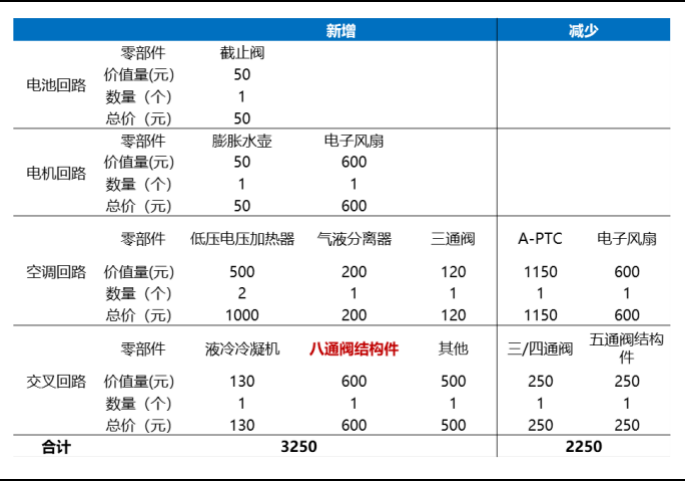 新增 减少
零部件 截止阀
电池回路 价值量(元) 50
数量（个） 1
总价（元） 50
零部件 膨胀水壶 电子风扇
电机回路 价值量(元) 50 600
数量（个） 1 1
总价（元） 50 600
零部件 低压电压加热器 气液分离器 三通阀 A-PTC 电子风扇
空调回路 价值量(元) 500 200 120 1150 600
数量（个） 2 1 1 1 1
总价（元） 1000 200 120 1150 600
零部件 液冷冷凝机 八通阀结构件 其他 三/四通阀 五通阀结构件
交叉回路 价值量(元) 130 600 500 250 250
数量（个） 1 1 1 1 1
总价（元） 130 600 500 250 250
合计 3250 2250